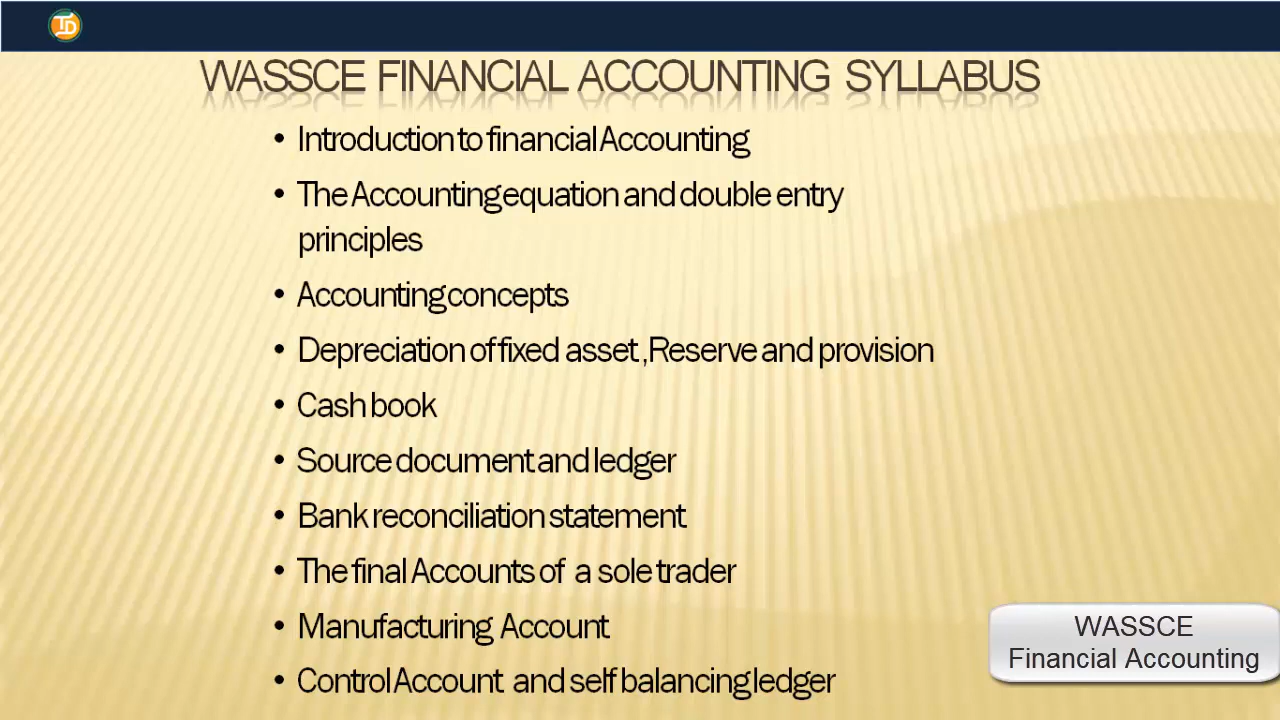 TD
WASSCE FINANCIAL ACCOUNTING SYLLABUS
• Introduction to financial Accounting
• The Accounting equation and double entry
principles
• Accounting concepts
• Depreciation of fixed asset ,Reserve and provision
• Cash book
• Source document and ledger
• Bank reconciliation statement
• The final Accounts of a sole trader
• Manufacturing Account
• Control Account and self balancing ledger
WASSCE
Financial Accounting